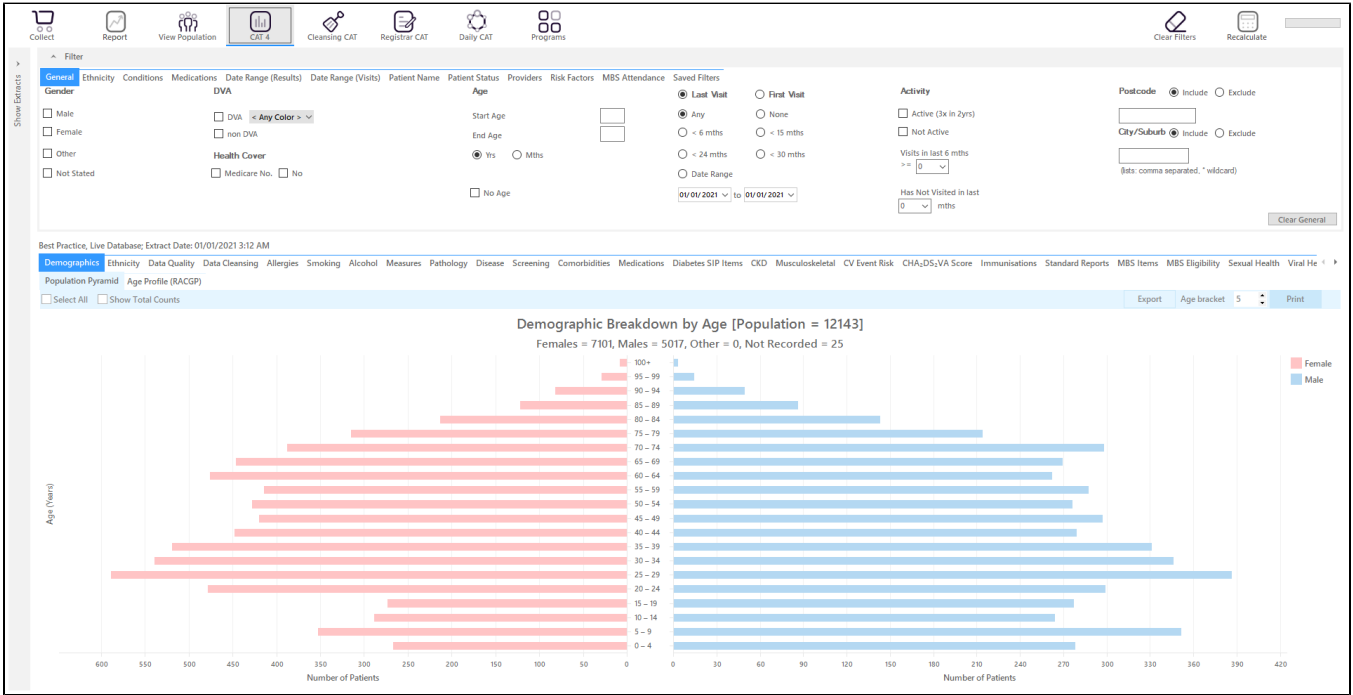 Collect Report View Population CAT 4 Cleansing CAT Registrar CAT Daily CAT Programs Clear Filters Recalculate
Show Extracts
Filter
General Ethnicity Conditions Medications Date Range (Results) Date Range (Visits) Patient Name Patient Status Providers Risk Factors MBS Attendance Saved Filters
Gender DVA Age Last Visit First Visit Activity Postcode Include Exclude
Male DVA < Any Color > Start Age Any None Active (3x in 2yrs)
Female non DVA End Age < 6 mths < 15 mths Not Active City/Suburb Include Exclude
Other Health Cover Yrs Mths < 24 mths < 30 mths Visits in last 6 mths
>= 0
Not Stated Medicare No. No Date Range (lists: comma separated, * wildcard)
No Age 01/01/2021 to 01/01/2021 Has Not Visited in last
0 mths
Clear General
Best Practice, Live Database; Extract Date: 01/01/2021 3:12 AM
Demographics Ethnicity Data Quality Data Cleansing Allergies Smoking Alcohol Measures Pathology Disease Screening Comorbidities Medications Diabetes SIP Items CKD Musculoskeletal CV Event Risk CHA₂DS₂VA Score Immunisations Standard Reports MBS Items MBS Eligibility Sexual Health Viral He
Population Pyramid Age Profile (RACGP)
Select All Show Total Counts Export Age bracket 5 Print
Demographic Breakdown by Age [Population = 12143]
Females = 7101, Males = 5017, Other = 0, Not Recorded = 25
Female
Male
Age (Years)
100+
95 – 99
90 – 94
85 – 89
80 – 84
75 – 79
70 – 74
65 – 69
60 – 64
55 – 59
50 – 54
45 – 49
40 – 44
35 – 39
30 – 34
25 – 29
20 – 24
15 – 19
10 – 14
5 – 9
0 – 4
600 550 500 450 400 350 300 250 200 150 100 50 0 0 30 60 90 120 150 180 210 240 270 300 330 360 390 420
Number of Patients Number of Patients